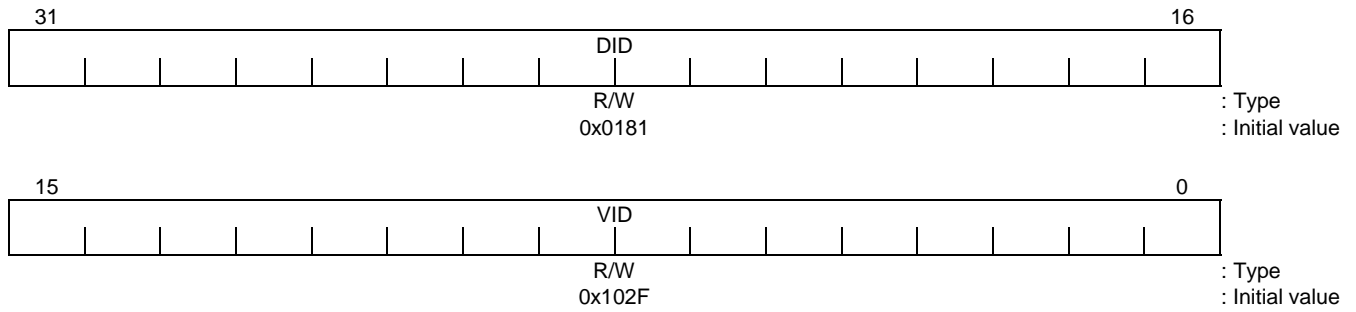 31 16
DID
R/W : Type
0x0181 : Initial value
15 0
VID
R/W : Type
0x102F : Initial value